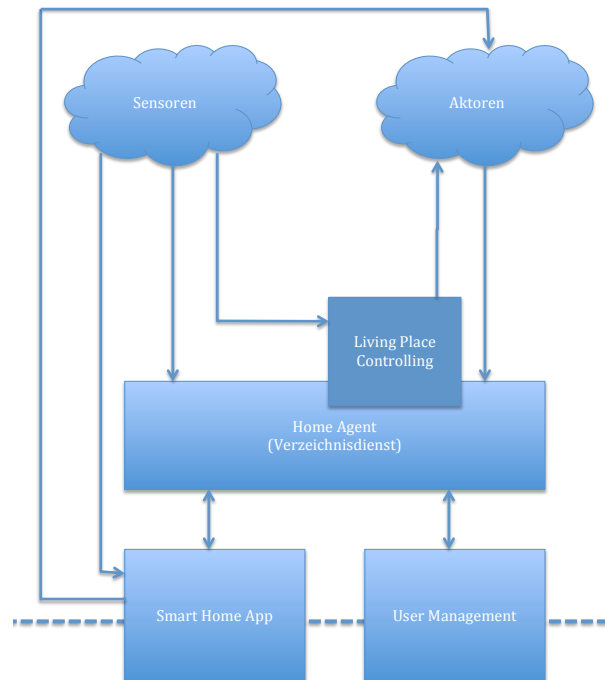 Sensoren
Aktoren
Living Place
Controlling
Home Agent
(Verzeichnisdienst)
Smart Home App
User Management